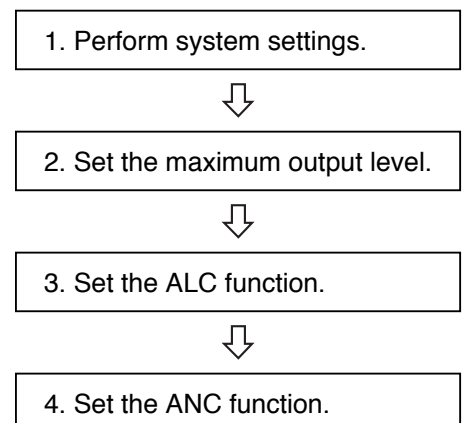 1. Perform system settings.
2. Set the maximum output level.
3. Set the ALC function.
4. Set the ANC function.